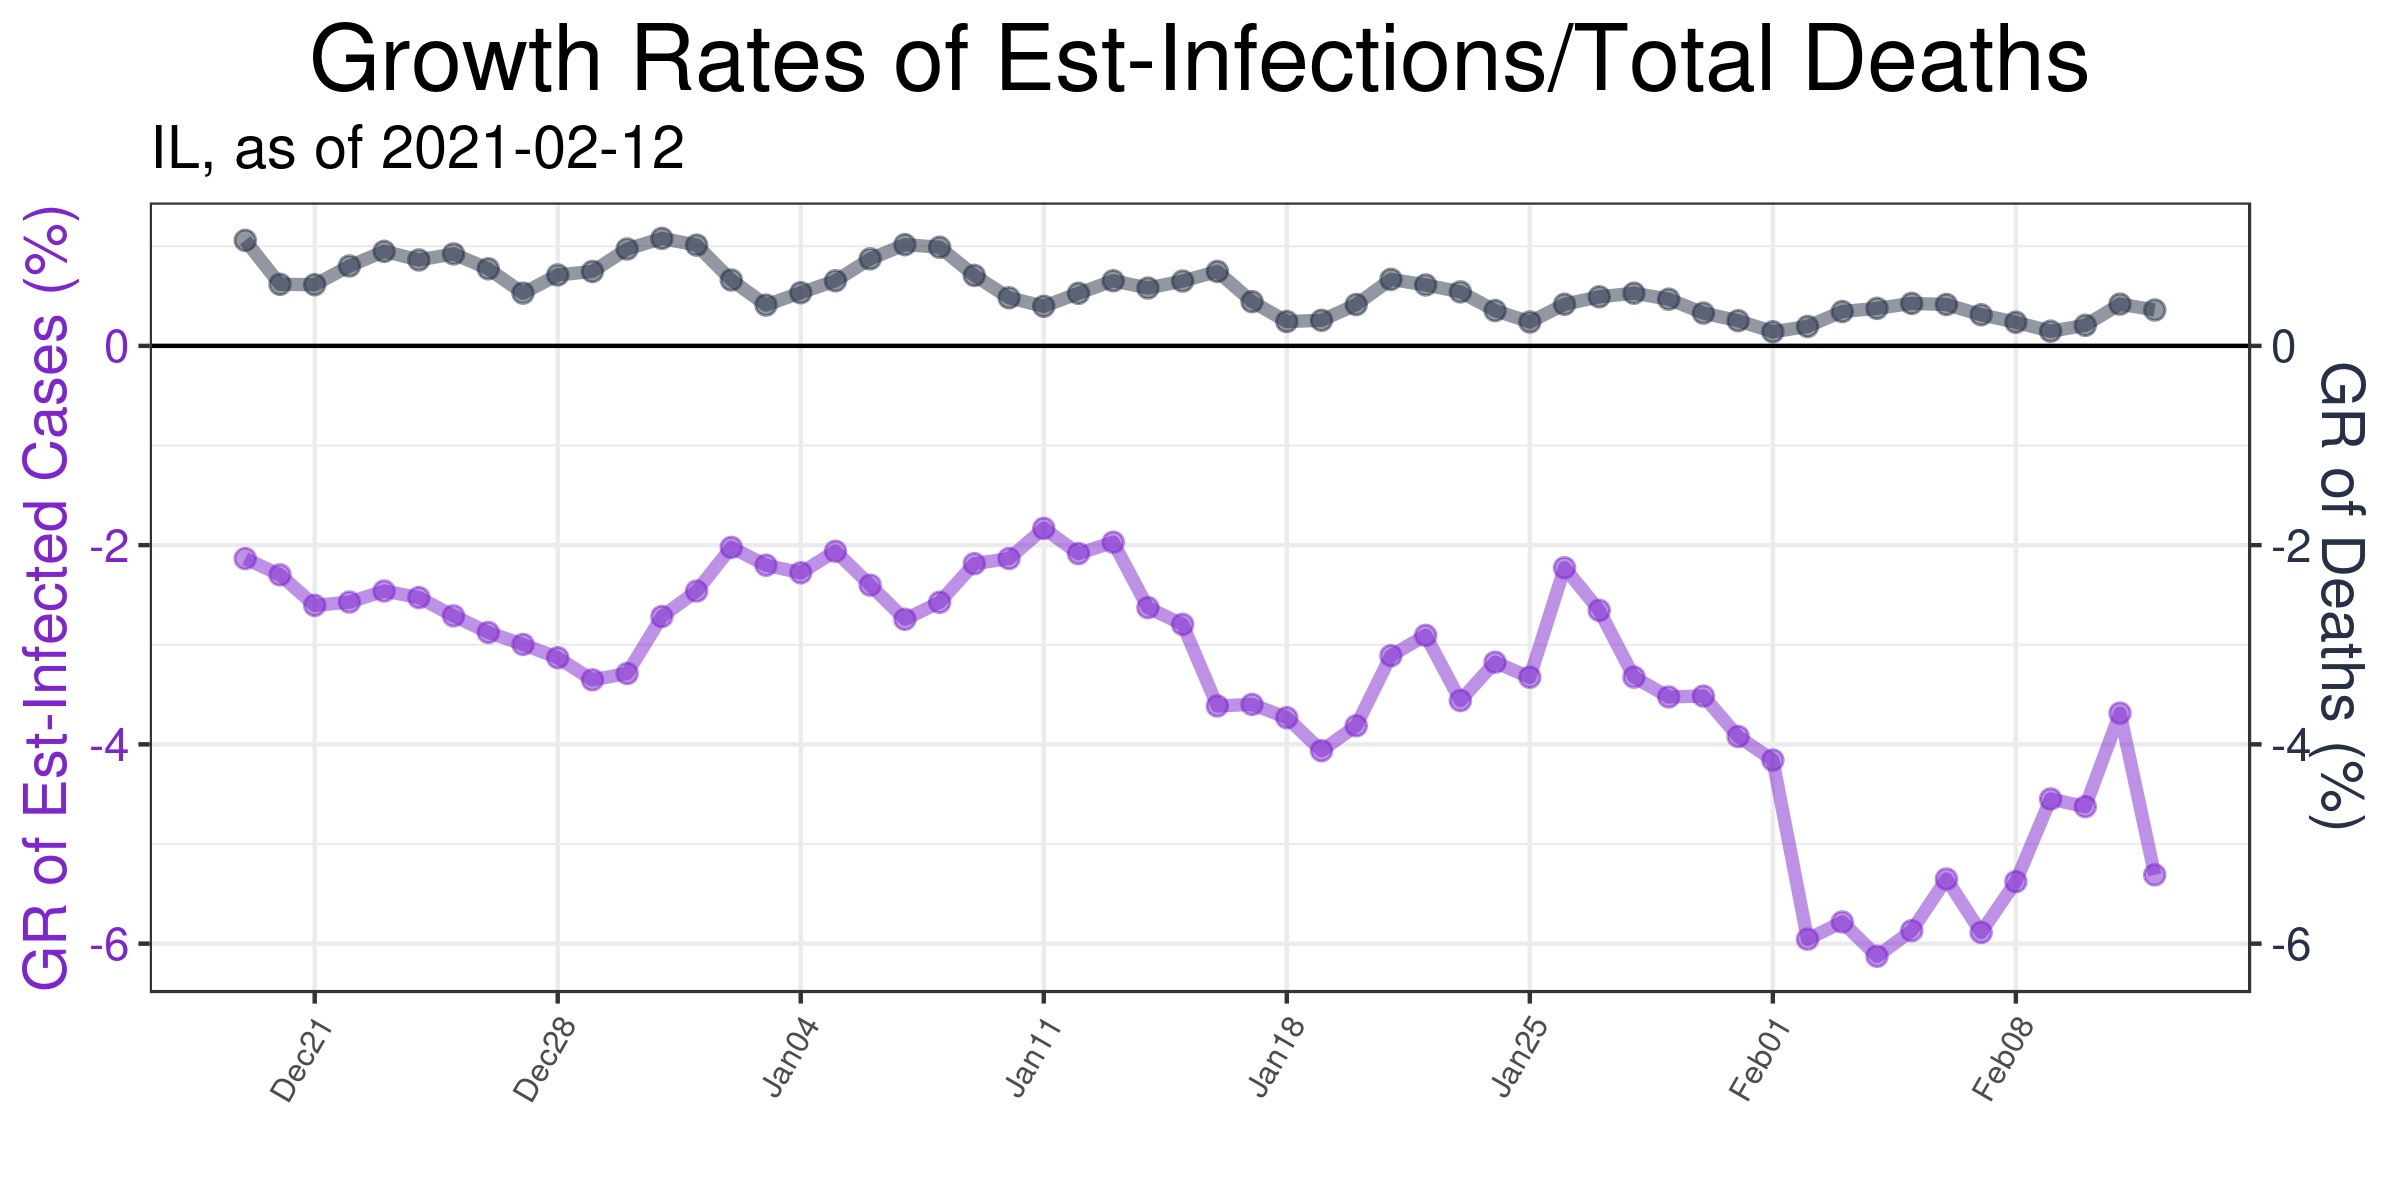 Growth Rates of Est-Infections/Total Deaths
IL, as of 2021-02-12
GR of Est-Infected Cases (%)
0
-2
-4
-6
0
-2
-4
-6
GR of Deaths (%)
Dec21
Dec28
Jan04
Jan11
Jan18
Jan25
Feb01
Feb08